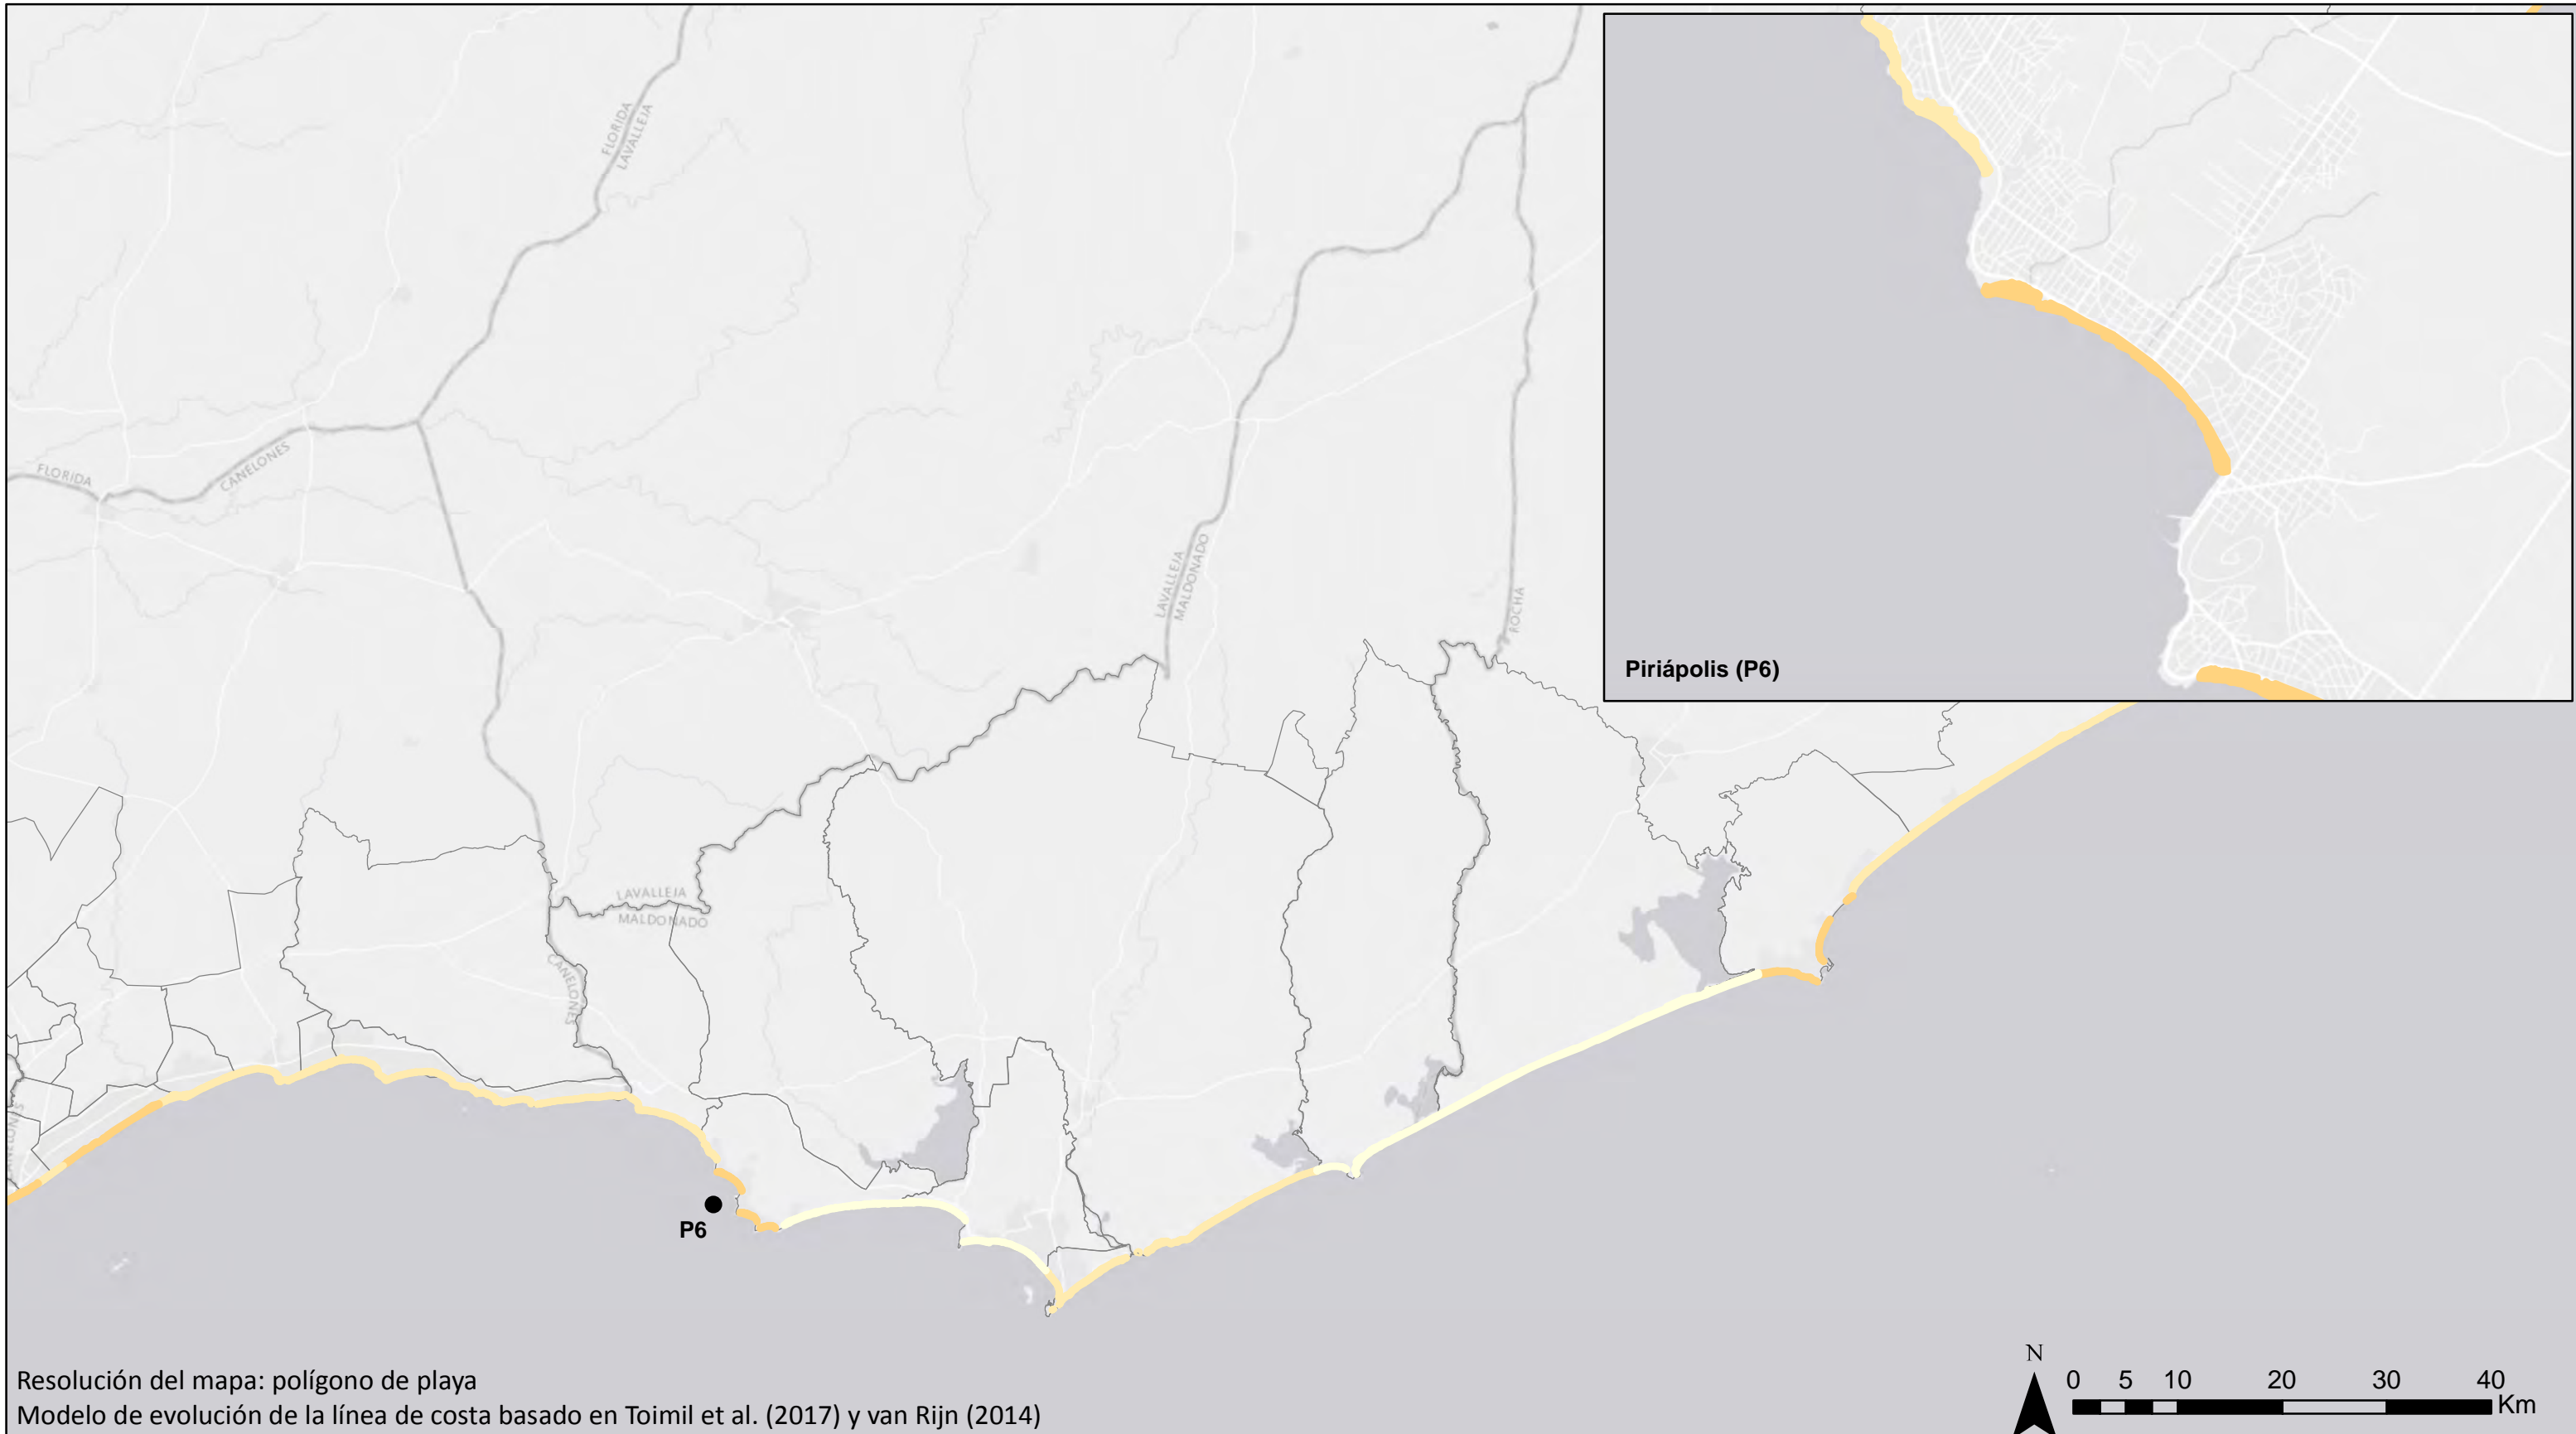 FLORIDA
LAVALLEJA
FLORIDA
CANELONES
LAVALLEJA
MALDONADO
ROCHA
Piriápolis (P6)
LAVALLEJA
MALDONADO
CANELONES
P6
N
0 5 10 20 30 40
Km
Resolución del mapa: polígono de playa
Modelo de evolución de la línea de costa basado en Toimil et al. (2017) y van Rijn (2014)